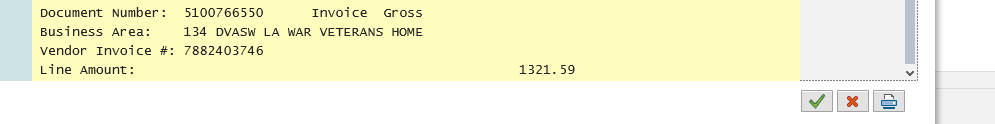 Document Number:  5100766550      Invoice  Gross
Business Area:    134 DVASW LA WAR VETERANS HOME
Vendor Invoice #: 7882403746
Line Amount:                                                1321.59